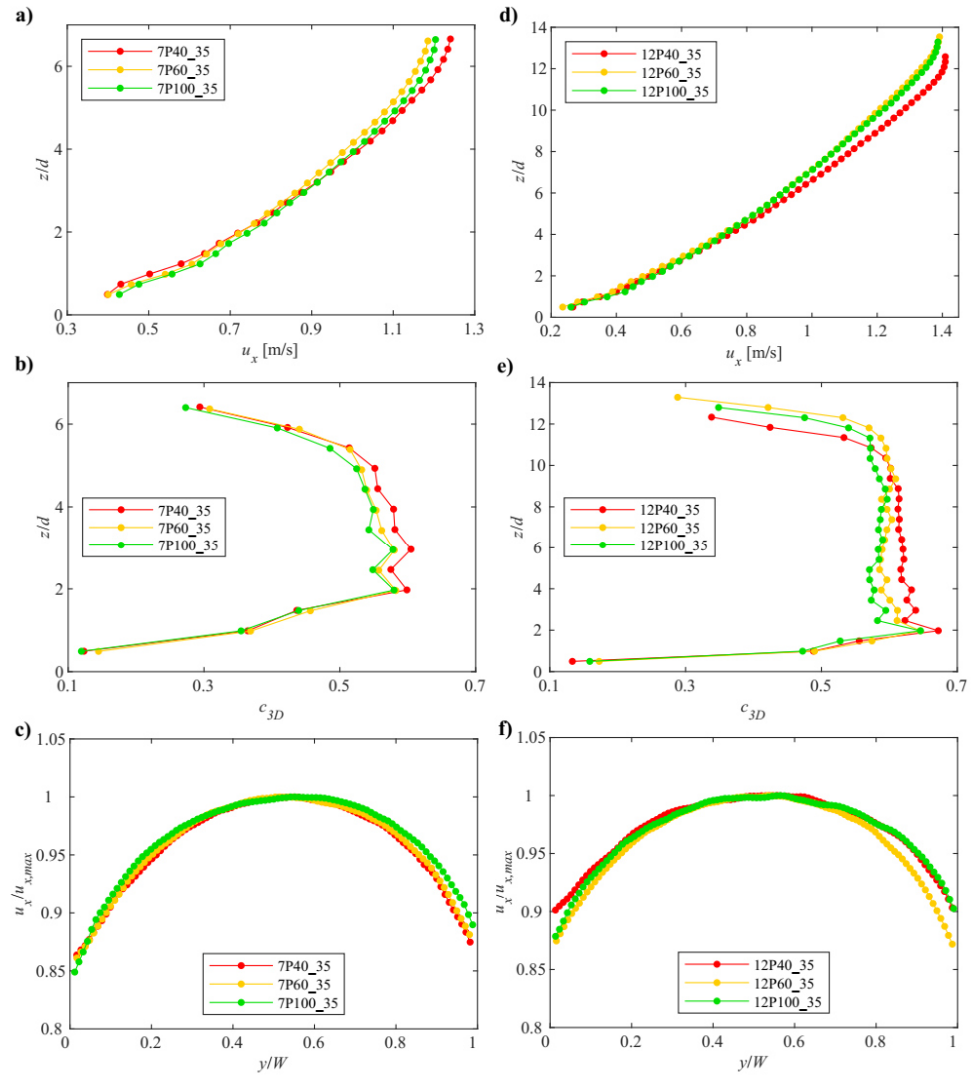 a)
z/d
8
6
4
2
0
7P40_35
7P60_35
7P100_35
0.3 0.5 0.7 0.9 1.1 1.3
u_x [m/s]
d)
z/d
14
12
10
8
6
4
2
0
12P40_35
12P60_35
12P100_35
0.2 0.4 0.6 0.8 1 1.2 1.4
u_x [m/s]
b)
z/d
6
4
2
0
7P40_35
7P60_35
7P100_35
0.1 0.3 0.5 0.7
c_3D
e)
z/d
14
12
10
8
6
4
2
0
12P40_35
12P60_35
12P100_35
0.1 0.3 0.5 0.7
c_3D
c)
u_x/u_x,max
1.05
1
0.95
0.9
0.85
0.8
7P40_35
7P60_35
7P100_35
0 0.2 0.4 0.6 0.8 1
y/W
f)
u_x/u_x,max
1.05
1
0.95
0.9
0.85
0.8
12P40_35
12P60_35
12P100_35
0 0.2 0.4 0.6 0.8 1
y/W